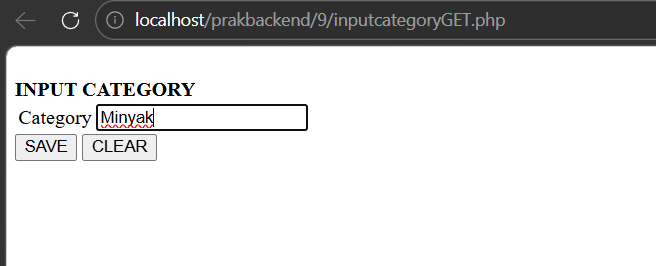 localhost/prakbackend/9/inputcategoryGET.php
INPUT CATEGORY
Category Minyak
SAVE CLEAR